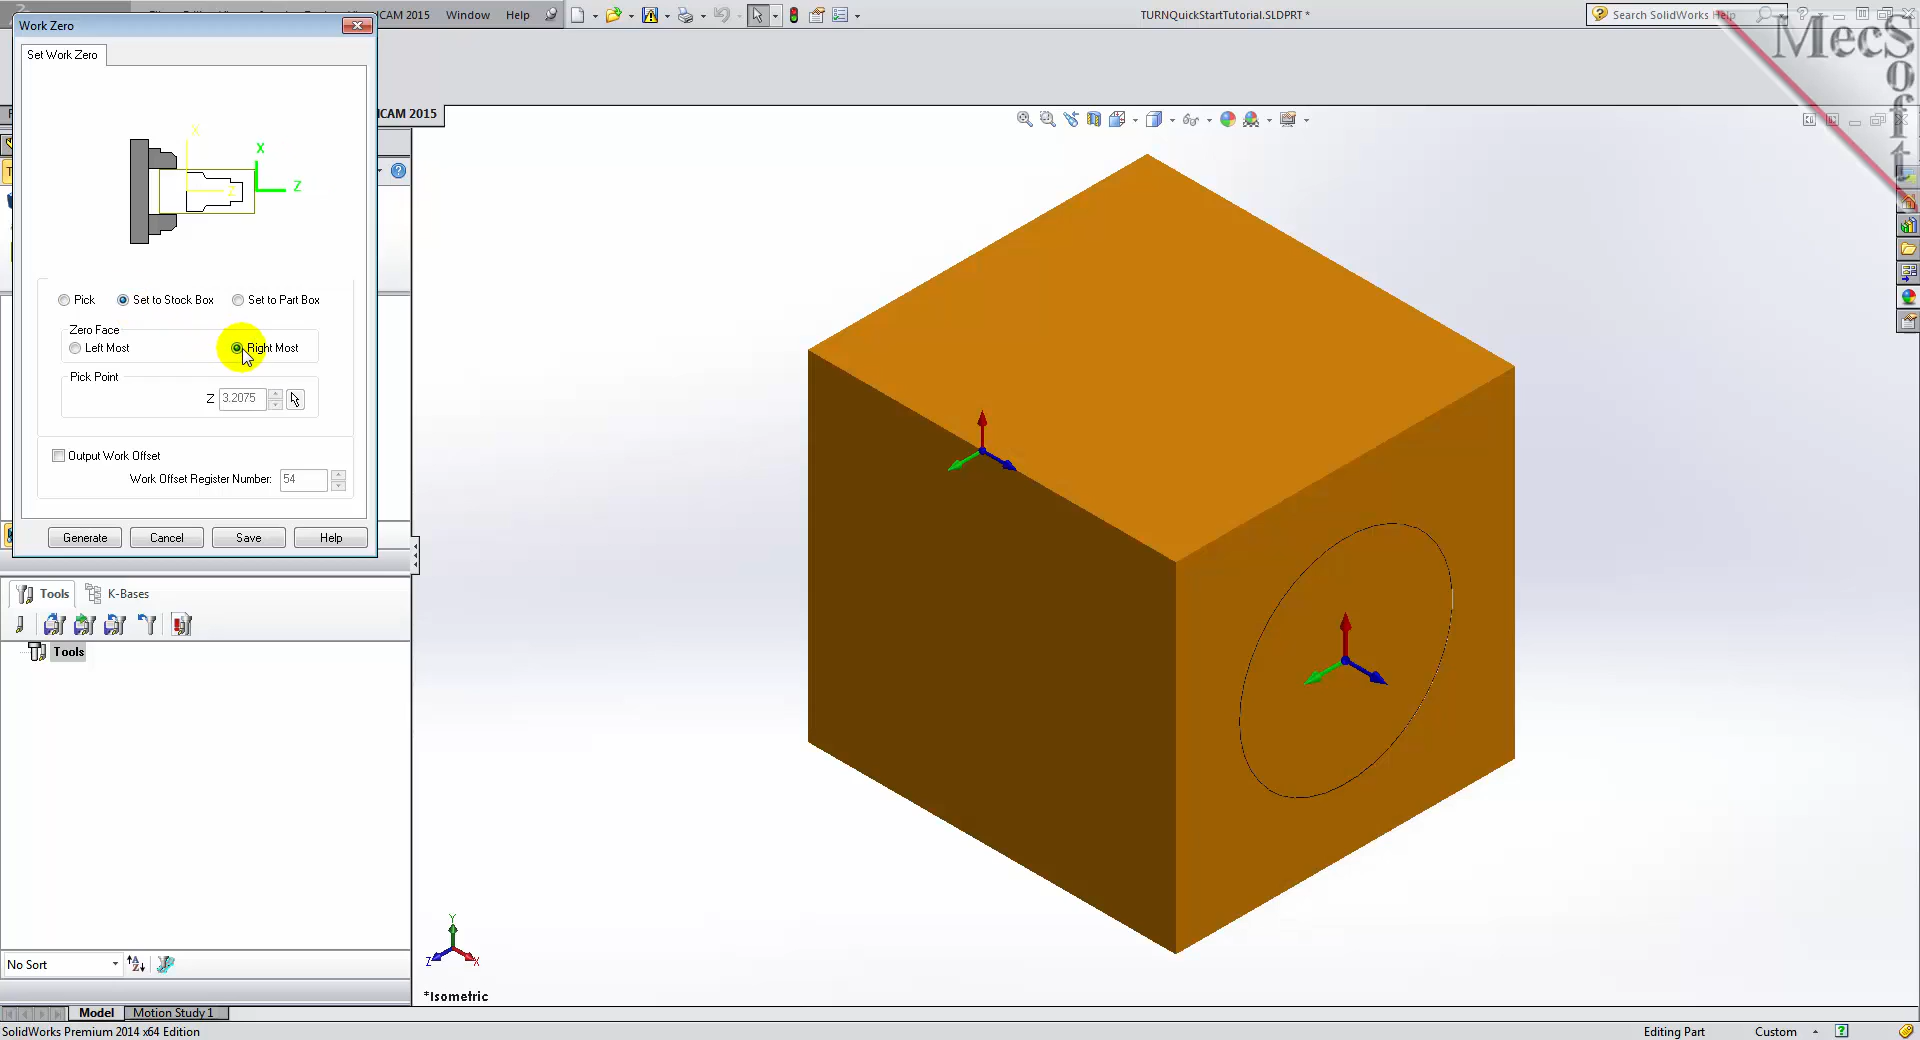 Work Zero
CAM 2015 Window Help
TURNQuickStartTutorial.SLDPRT *
Search SolidWorks Help
MecSoft
Set Work Zero
CAM 2015
X
X
Z
Z
Pick
Set to Stock Box
Set to Part Box
Zero Face
Left Most
Right Most
Pick Point
Z 3.2075
Output Work Offset
Work Offset Register Number: 54
Generate
Cancel
Save
Help
Tools
K-Bases
Tools
No Sort
Y
Z
X
*Isometric
Model
Motion Study 1
SolidWorks Premium 2014 x64 Edition
Editing Part
Custom